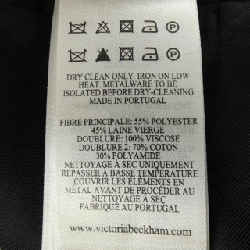 DRY CLEAN ONLY. IRON ON LOW
HEAT. METALWARE TO BE
ISOLATED BEFORE DRY-CLEANING
MADE IN PORTUGAL
FIBRE PRINCIPALE: 55% POLYESTER
45% LAINE VIERGE
DOUBLURE: 100% VISCOSE
DOUBLURE 2: 70% COTON
30% POLYAMIDE
NETTOYAGE A SEC UNIQUEMENT
REPASSER A BASSE TEMPERATURE
COUVRIR LES ELEMENTS EN
METAL AVANT DE PROCÉDER AU
NETTOYAGE A SEC
FABRIQUÉ AU PORTUGAL
www.victoriabeckham.com